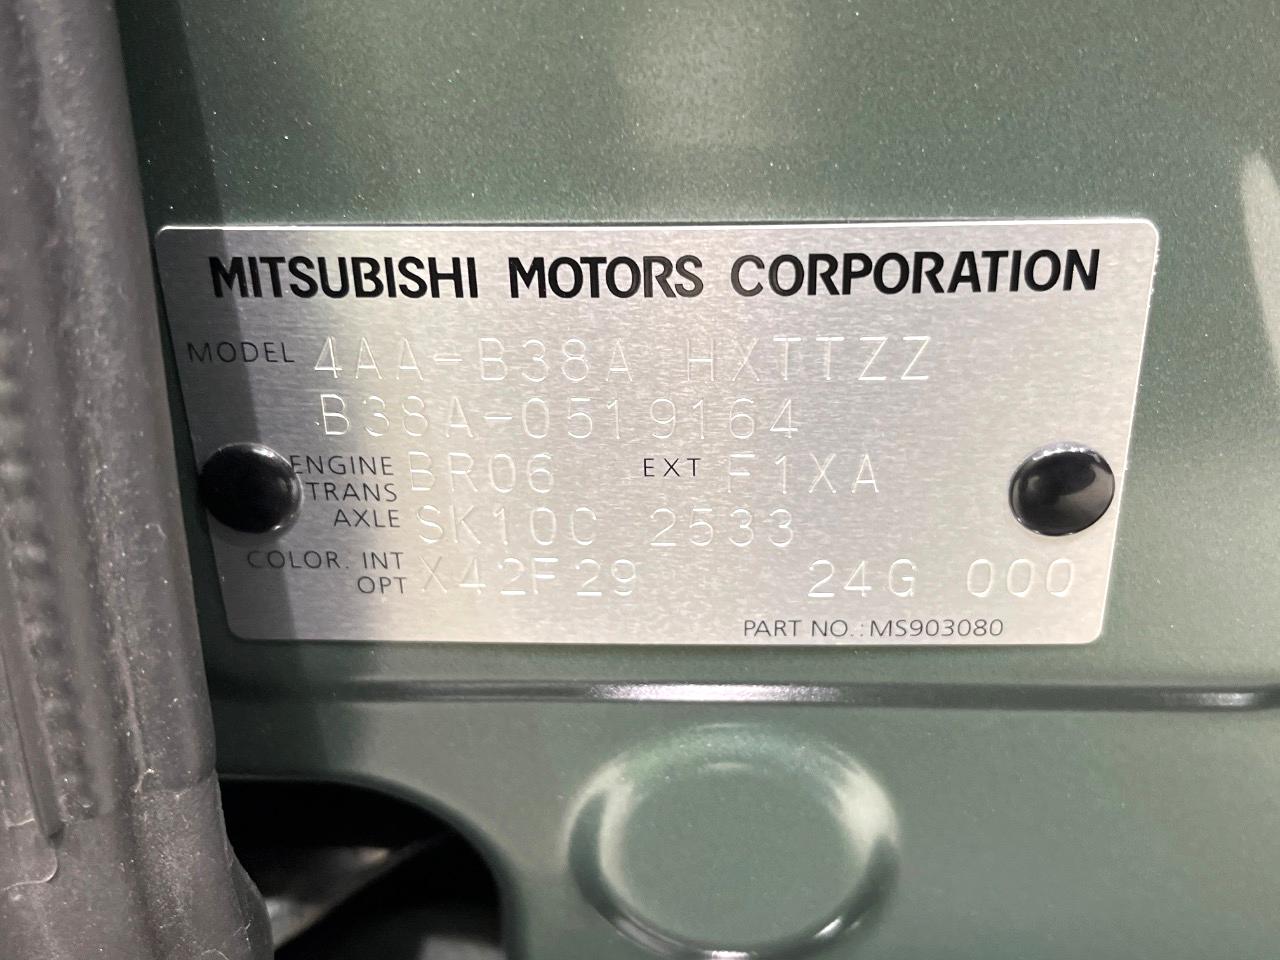 MITSUBISHI MOTORS CORPORATION
MODEL 4AA-B38A HXTTZZ
B38A-0519164
ENGINE BR06 EXT F1XA
TRANS
AXLE SK10C 2533
COLOR. INT
OPT X42F29 24G 000
PART NO.: MS903080